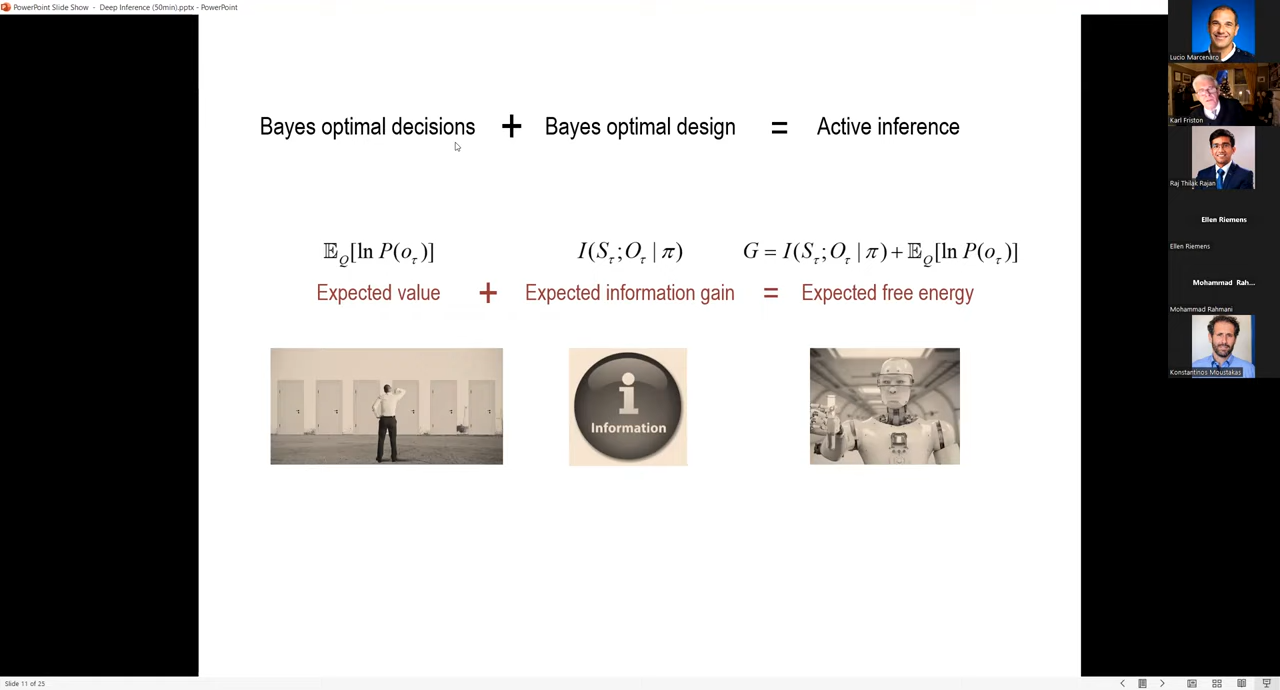 PowerPoint Slide Show - Deep Inference (50min).pptx - PowerPoint
Bayes optimal decisions + Bayes optimal design = Active inference
𝔼_Q[ln P(o_τ)] I(S_τ; O_τ | π) G = I(S_τ; O_τ | π) + 𝔼_Q[ln P(o_τ)]
Expected value + Expected information gain = Expected free energy
i
Information
Lucio Marcenaro
Karl Friston
Raj Thilak Rajan
Ellen Riemens
Ellen Riemens
Mohammad Rah...
Mohammad Rahmani
Konstantinos Moustakas
Slide 11 of 25